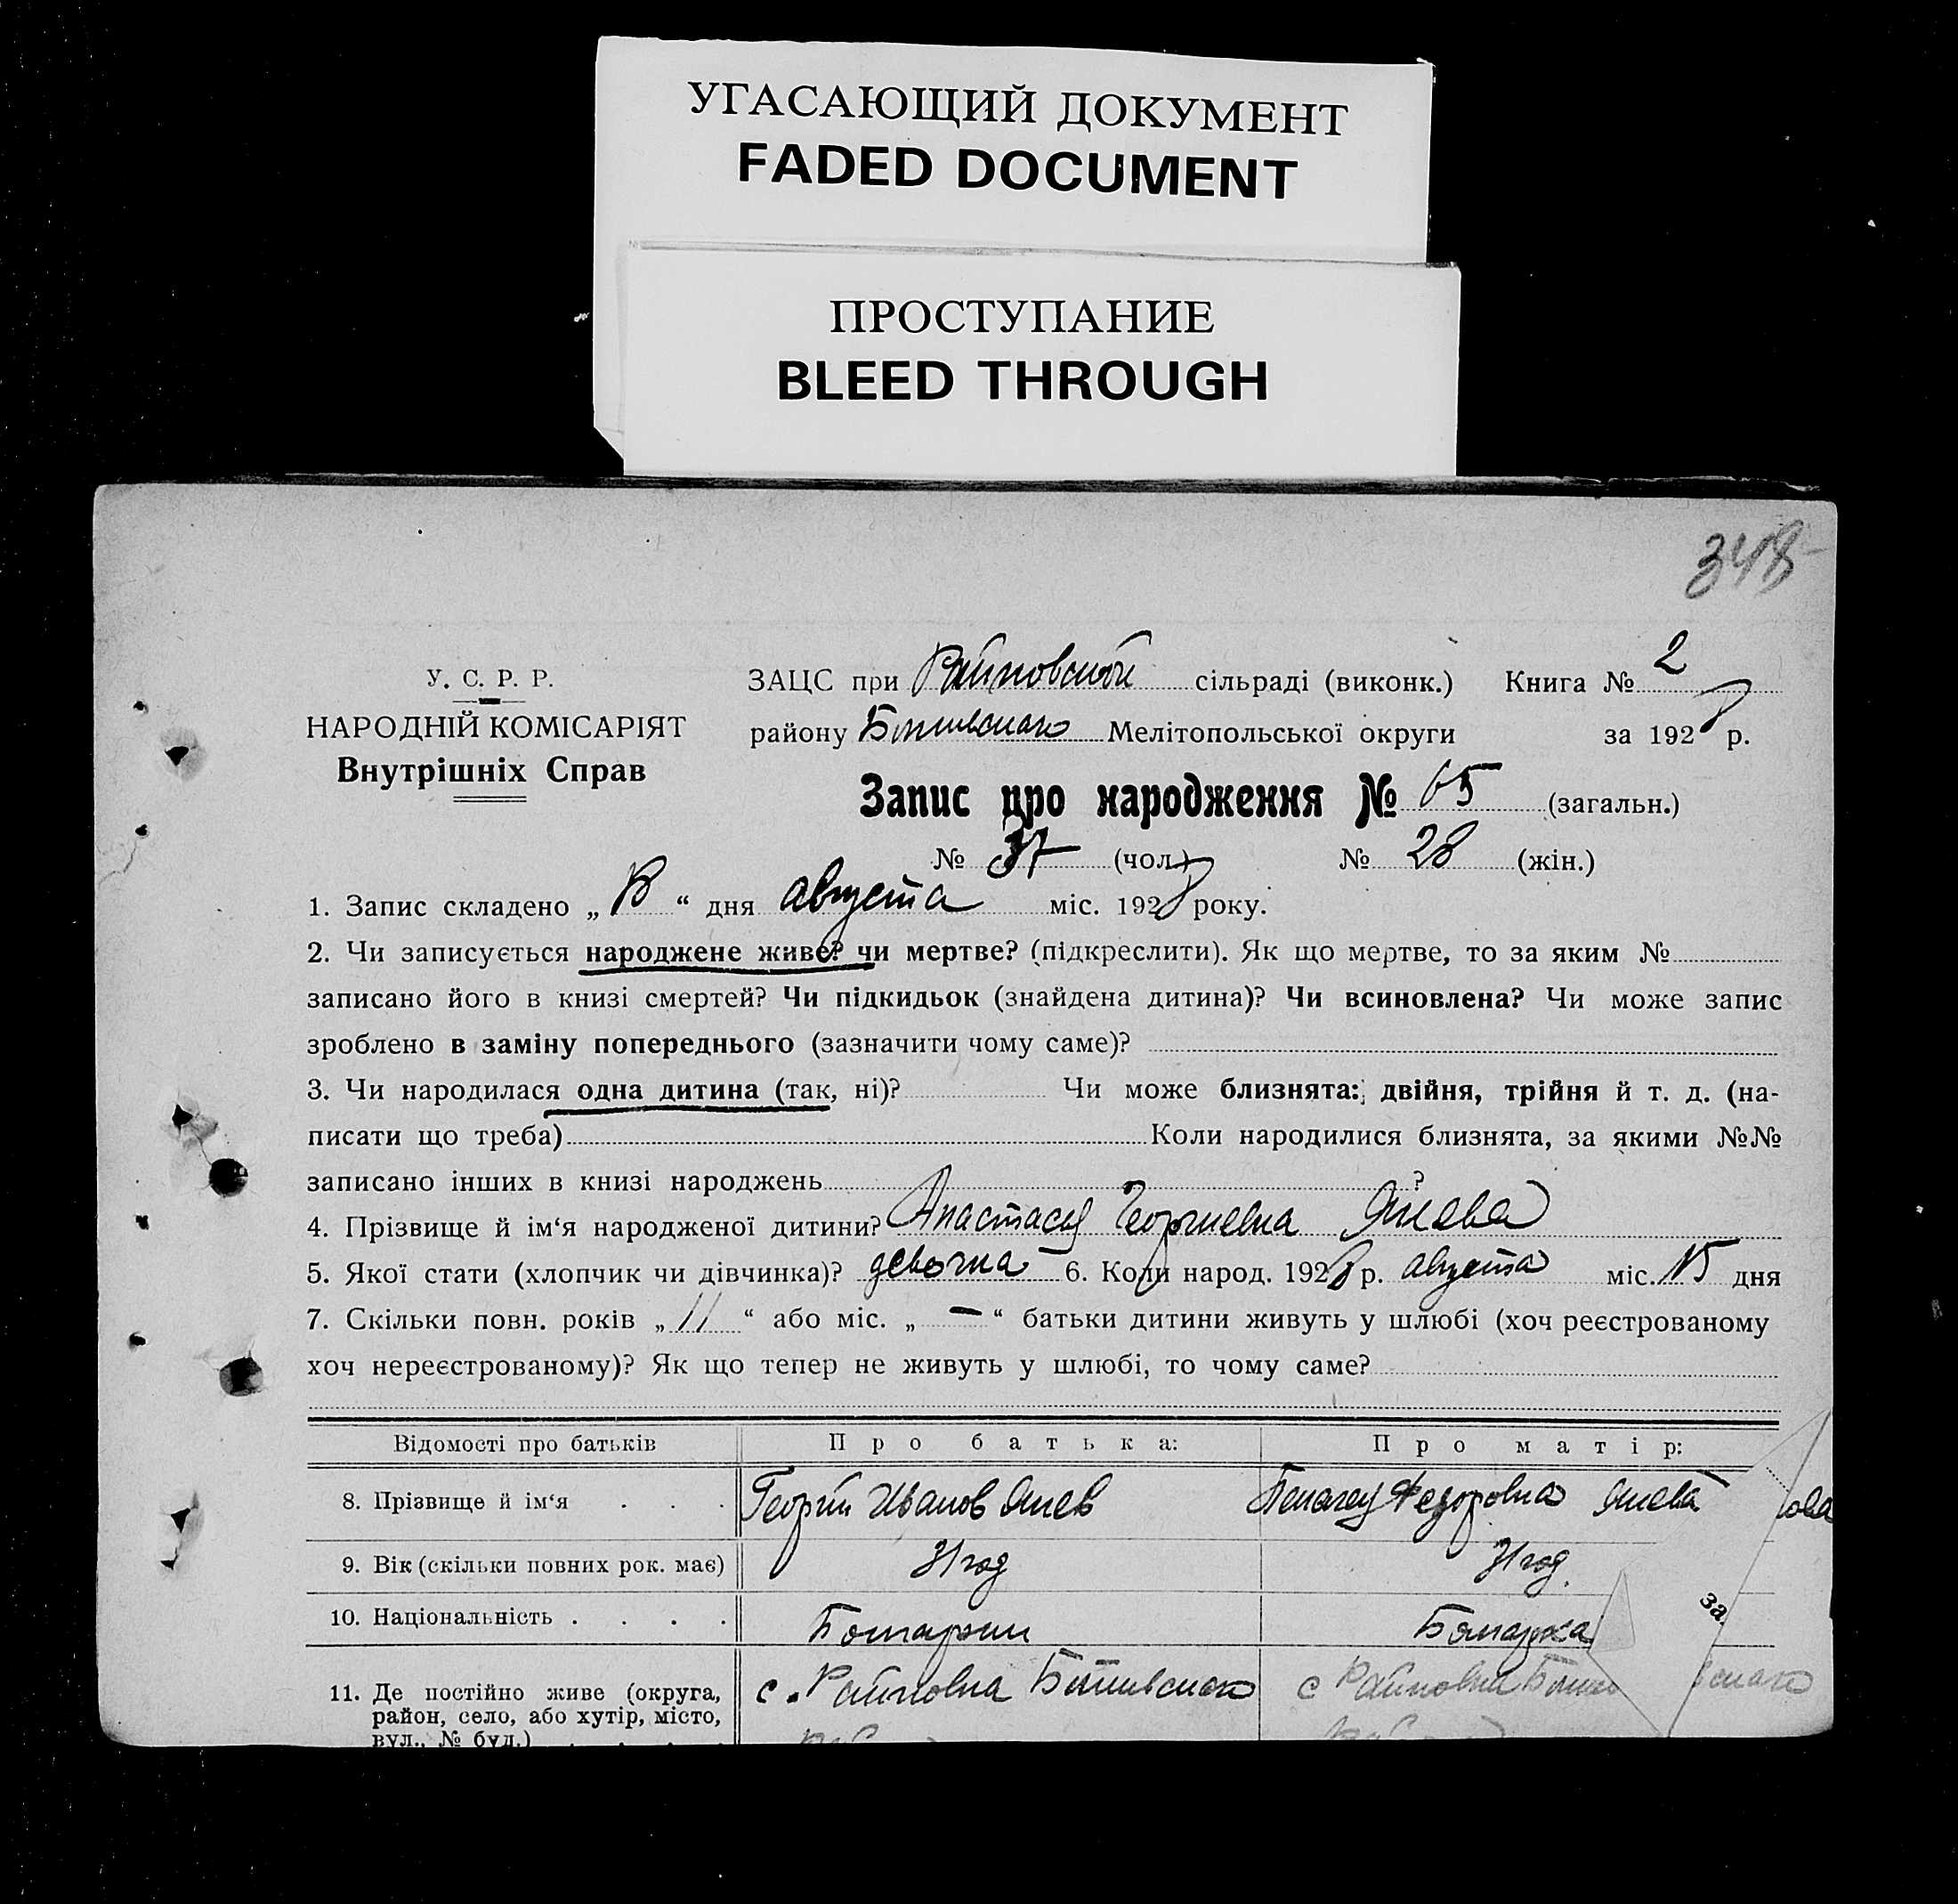 УГАСАЮЩИЙ ДОКУМЕНТ
FADED DOCUMENT
ПРОСТУПАНИЕ
BLEED THROUGH
348
У. С. Р. Р.
НАРОДНІЙ КОМІСАРІЯТ
Внутрішніх Справ
ЗАЦС при Райновской сільраді (виконк.) Книга № 2
району Ботиевского Мелітопольської округи за 1928 р.
Запис про народження № 65 (загальн.)
№ 37 (чол.) № 28 (жін.)
1. Запис складено „ “ дня августа міс. 1928 року.
2. Чи записується народжене живе? чи мертве? (підкреслити). Як що мертве, то за яким №
записано його в книзі смертей? Чи підкидьок (знайдена дитина)? Чи всиновлена? Чи може запис
зроблено в заміну попереднього (зазначити чому саме)?
3. Чи народилася одна дитина (так, ні)? Чи може близнята: двійня, трійня й т. д. (на-
писати що треба) Коли народилися близнята, за якими №№
записано інших в книзі народжень ?
4. Прізвище й ім‘я народженої дитини? Анастасия Георгиевна Янева
5. Якої стати (хлопчик чи дівчинка)? девочка 6. Коли народ. 1928 р. августа міс. 15 дня
7. Скільки повн. років „ 11 “ або міс. „ — “ батьки дитини живуть у шлюбі (хоч реєстрованому
хоч нереєстрованому)? Як що тепер не живуть у шлюбі, то чому саме?
Відомості про батьків Про батька: Про матір:
8. Прізвище й ім‘я . . . Георгий Иванов Янев Пелагея Федоровна Янева ова
9. Вік (скільки повних рок. має) 31 год 31 год.
10. Національність . . . . Болгарин Болгарка за
11. Де постійно живе (округа, с. Райновка Ботиевского с Райновка Ботиев ского
район, село, або хутір, місто,
вул., № буд.) . . . .